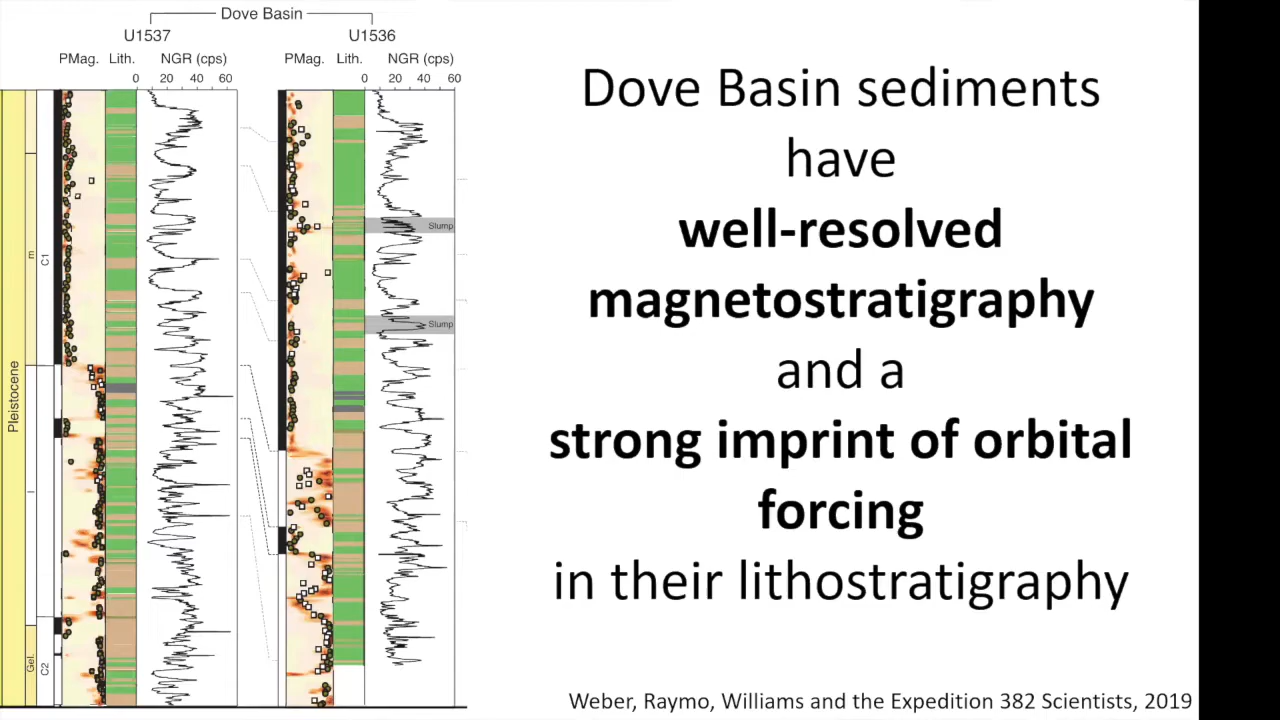 Dove Basin
U1537
U1536
PMag. Lith. NGR (cps)
PMag. Lith. NGR (cps)
0 20 40 60
0 20 40 60
Pleistocene
m
C1
l
Gel.
C2
Slump
Slump
Dove Basin sediments
have
well-resolved
magnetostratigraphy
and a
strong imprint of orbital
forcing
in their lithostratigraphy
Weber, Raymo, Williams and the Expedition 382 Scientists, 2019